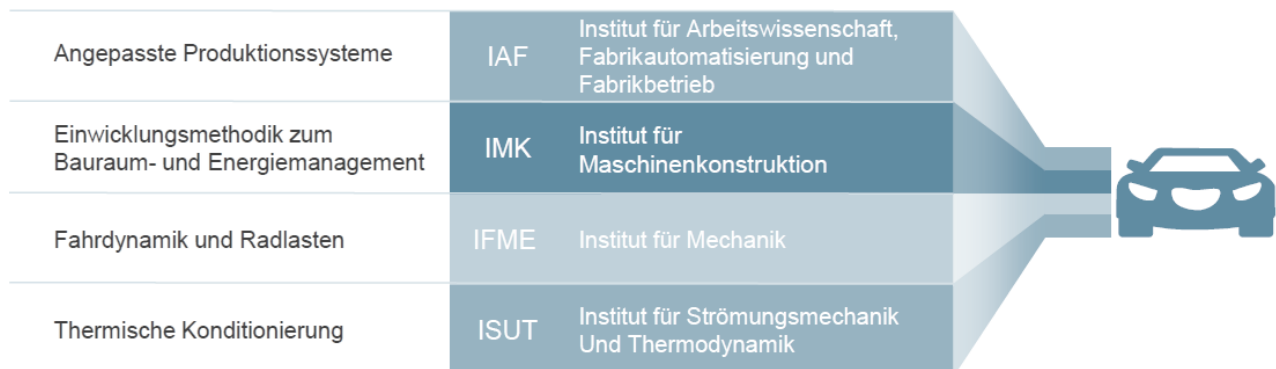 Angepasste Produktionssysteme
IAF
Institut für Arbeitswissenschaft,
Fabrikautomatisierung und
Fabrikbetrieb
Einwicklungsmethodik zum
Bauraum- und Energiemanagement
IMK
Institut für
Maschinenkonstruktion
Fahrdynamik und Radlasten
IFME
Institut für Mechanik
Thermische Konditionierung
ISUT
Institut für Strömungsmechanik
Und Thermodynamik